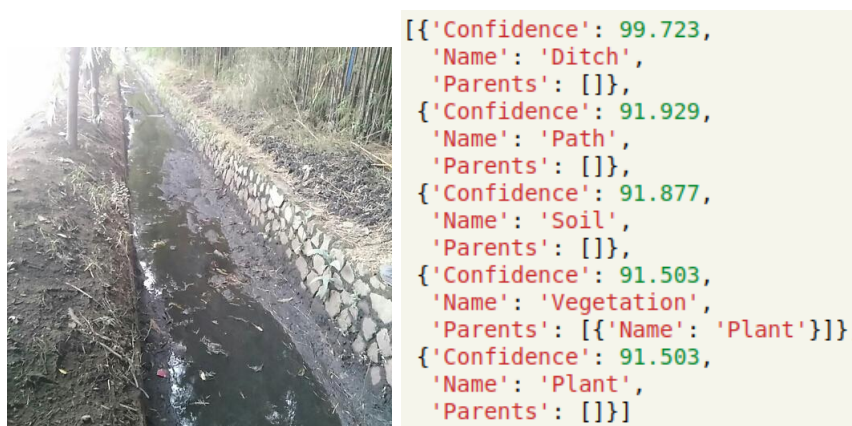 [{'Confidence': 99.723,
'Name': 'Ditch',
'Parents': []},
{'Confidence': 91.929,
'Name': 'Path',
'Parents': []},
{'Confidence': 91.877,
'Name': 'Soil',
'Parents': []},
{'Confidence': 91.503,
'Name': 'Vegetation',
'Parents': [{'Name': 'Plant'}]}
{'Confidence': 91.503,
'Name': 'Plant',
'Parents': []}]